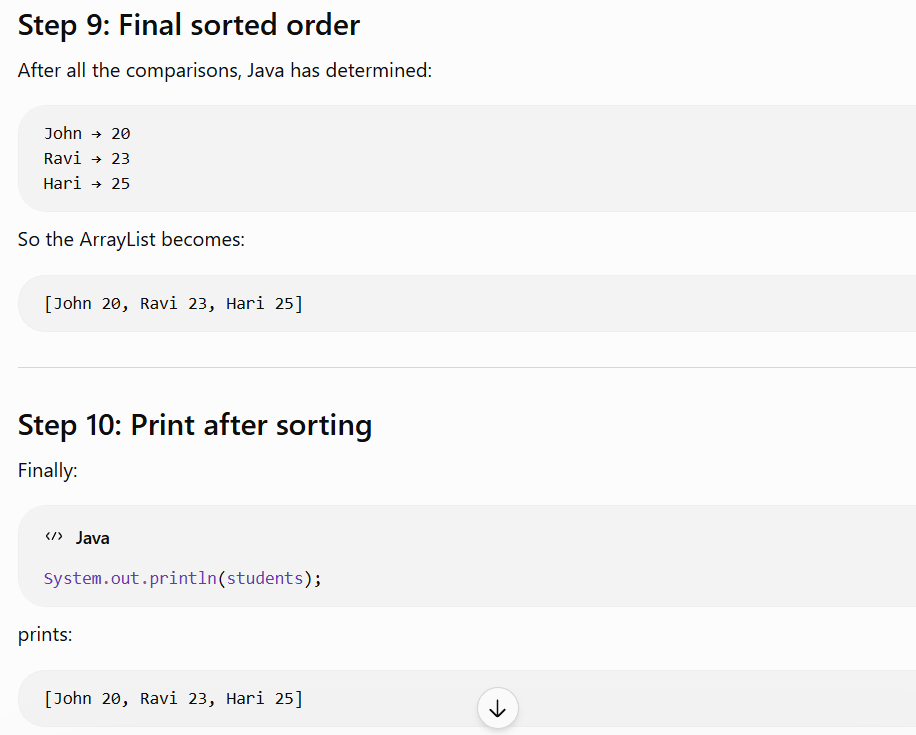 Step 9: Final sorted order
After all the comparisons, Java has determined:
John → 20
Ravi → 23
Hari → 25
So the ArrayList becomes:
[John 20, Ravi 23, Hari 25]
Step 10: Print after sorting
Finally:
</> Java
System.out.println(students);
prints:
[John 20, Ravi 23, Hari 25]